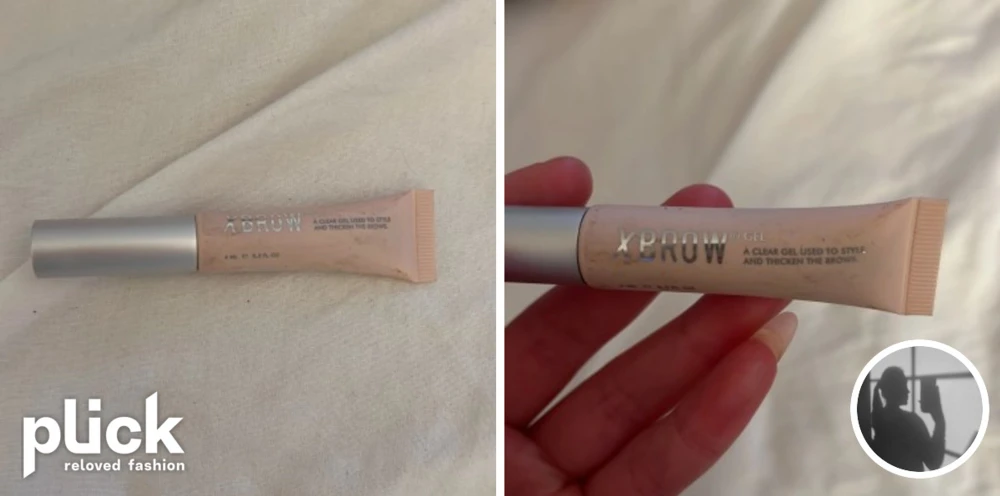 XBROW
A CLEAR GEL USED TO STYLE
AND THICKEN THE BROWS.
XBROW GEL
A CLEAR GEL USED TO STYLE
AND THICKEN THE BROWS.
plick
reloved fashion